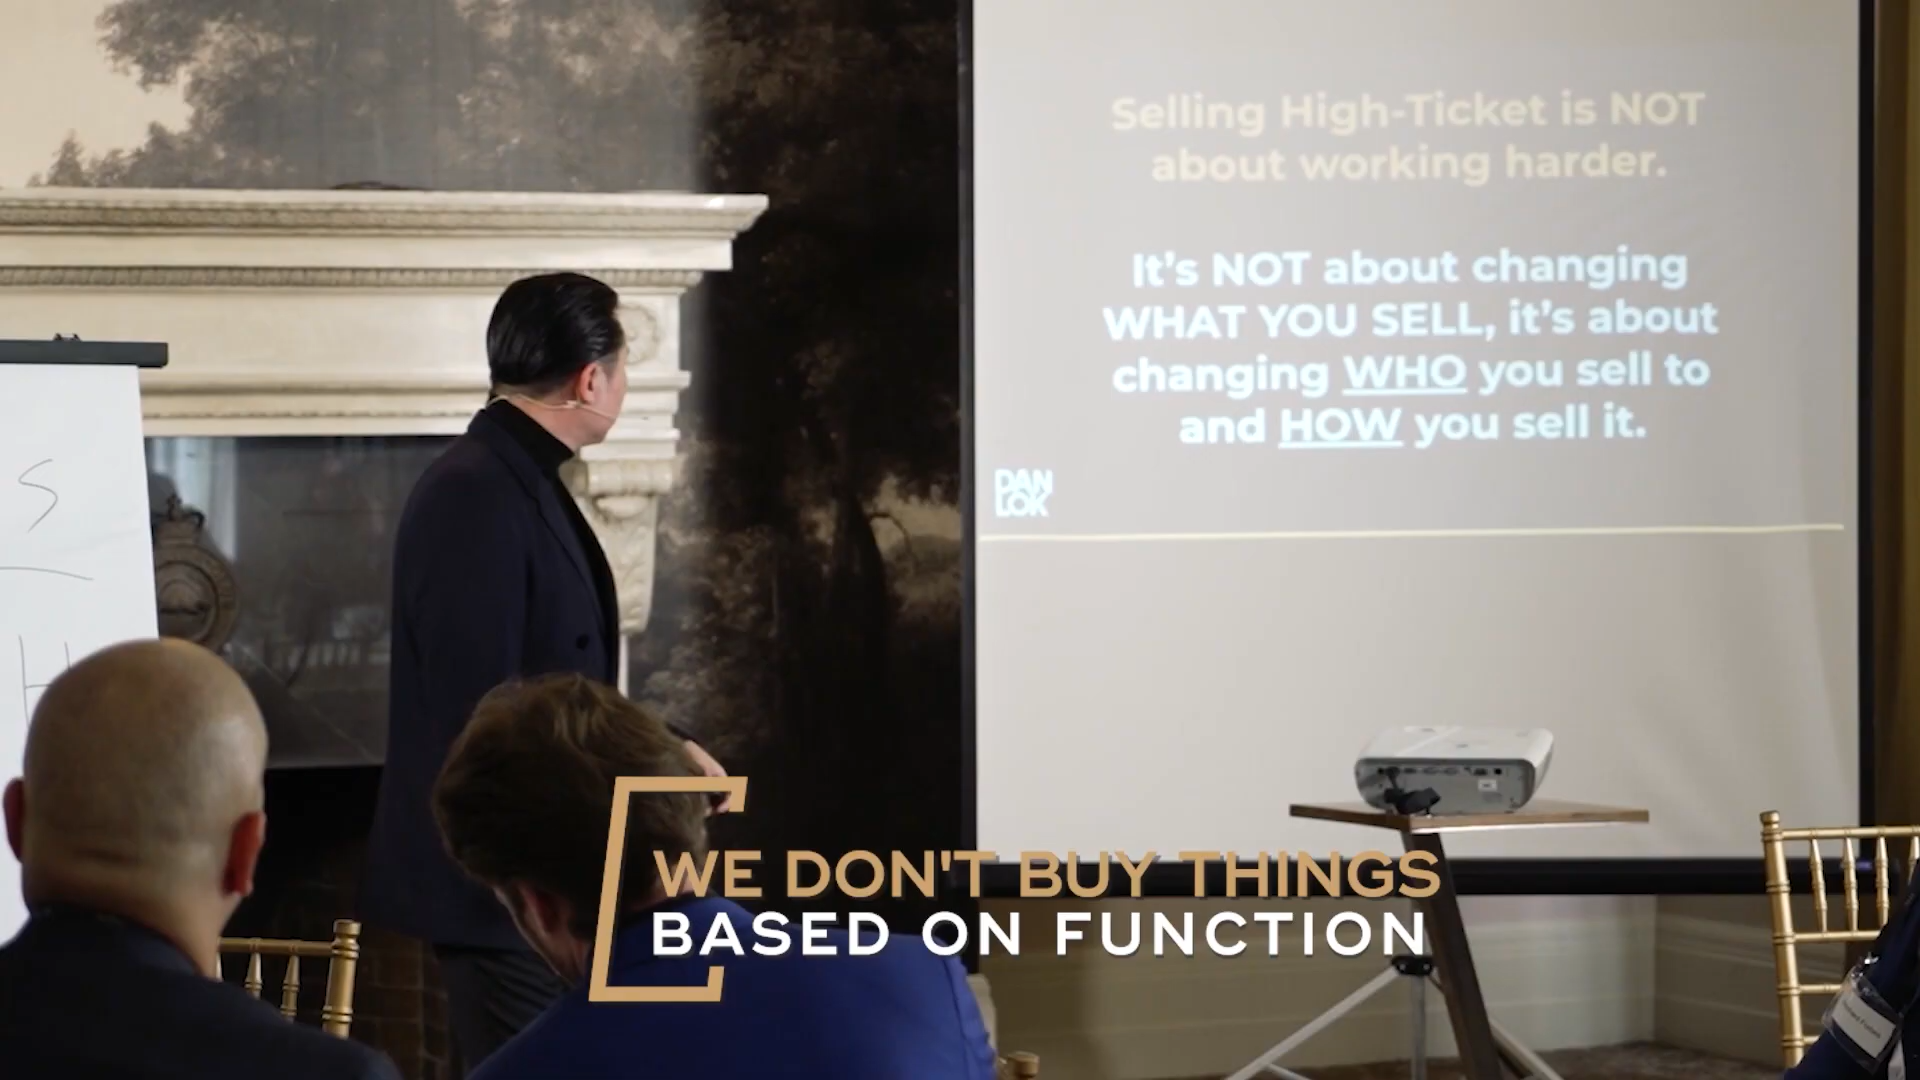 Selling High-Ticket is NOT
about working harder.
It's NOT about changing
WHAT YOU SELL, it's about
changing WHO you sell to
and HOW you sell it.
DAN
LOK
S
H
WE DON'T BUY THINGS
BASED ON FUNCTION